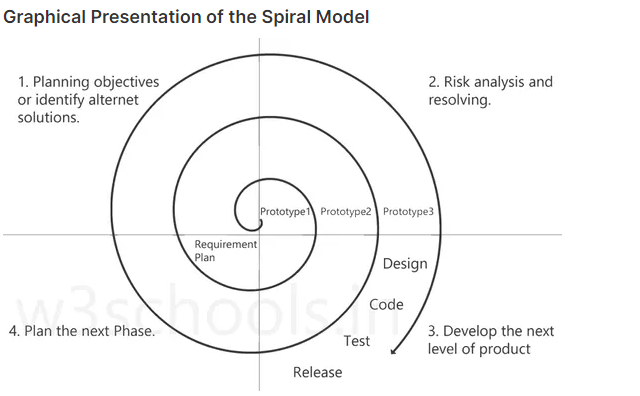 Graphical Presentation of the Spiral Model
1. Planning objectives
or identify alternet
solutions.
2. Risk analysis and
resolving.
Prototype1
Prototype2
Prototype3
Requirement
Plan
Design
Code
Test
Release
4. Plan the next Phase.
3. Develop the next
level of product
w3schools.in